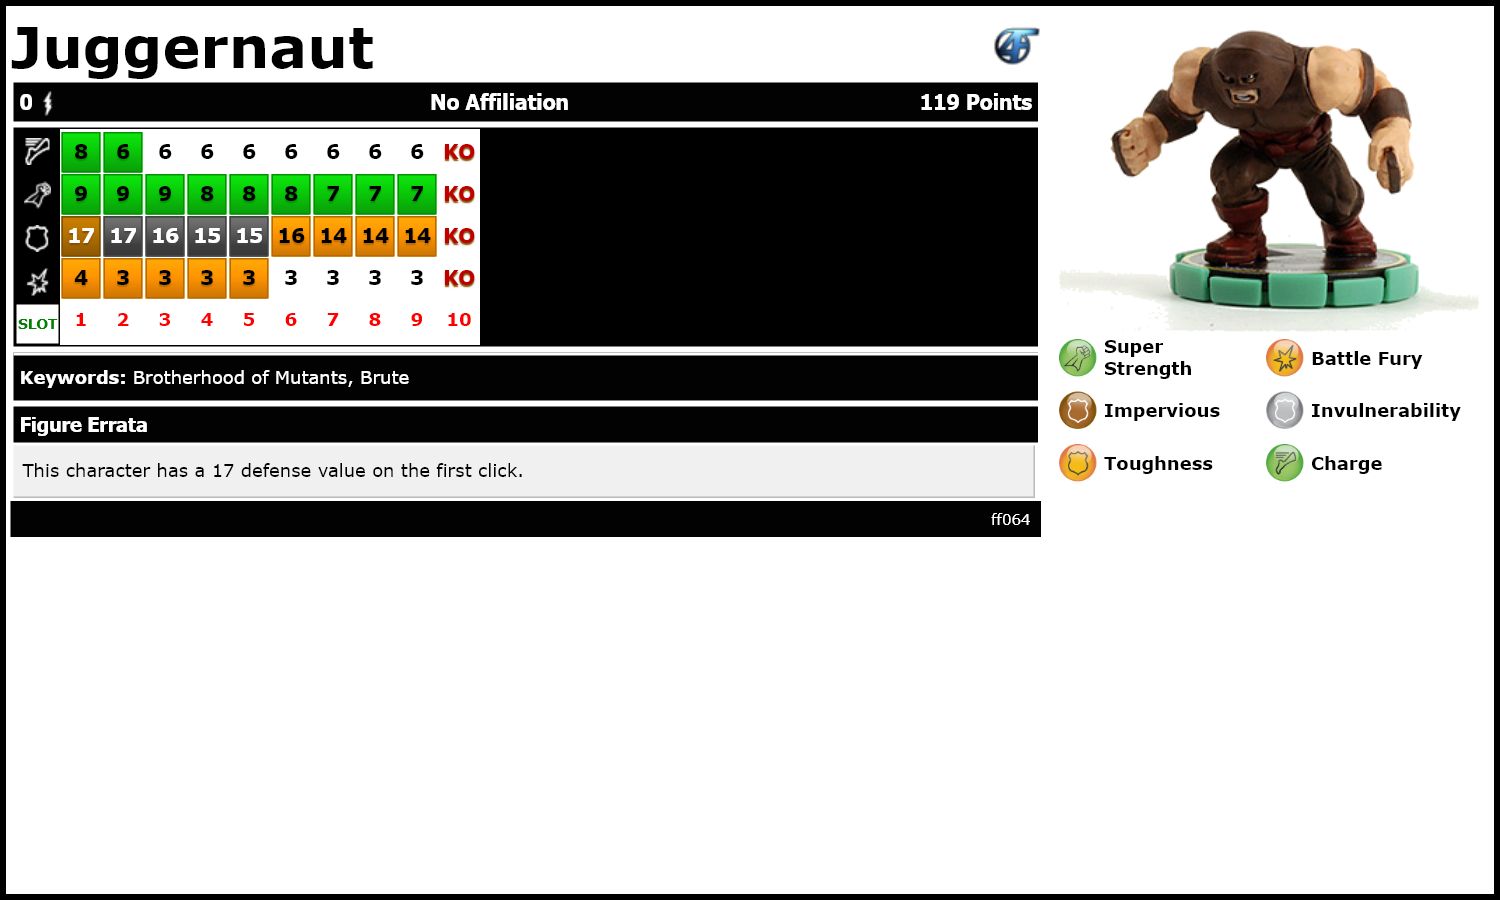 Juggernaut
0 No Affiliation 119 Points
8 6 6 6 6 6 6 6 6 KO
9 9 9 8 8 8 7 7 7 KO
17 17 16 15 15 16 14 14 14 KO
4 3 3 3 3 3 3 3 3 KO
SLOT 1 2 3 4 5 6 7 8 9 10
Keywords: Brotherhood of Mutants, Brute
Figure Errata
This character has a 17 defense value on the first click.
ff064
4
Super
Strength
Battle Fury
Impervious
Invulnerability
Toughness
Charge